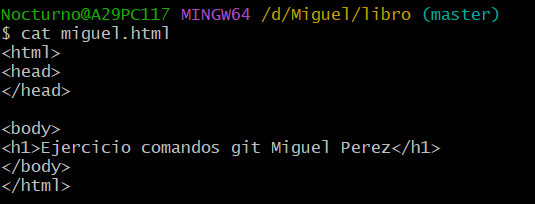 Nocturno@A29PC117 MINGW64 /d/Miguel/libro (master)
$ cat miguel.html
<html>
<head>
</head>

<body>
<h1>Ejercicio comandos git Miguel Perez</h1>
</body>
</html>